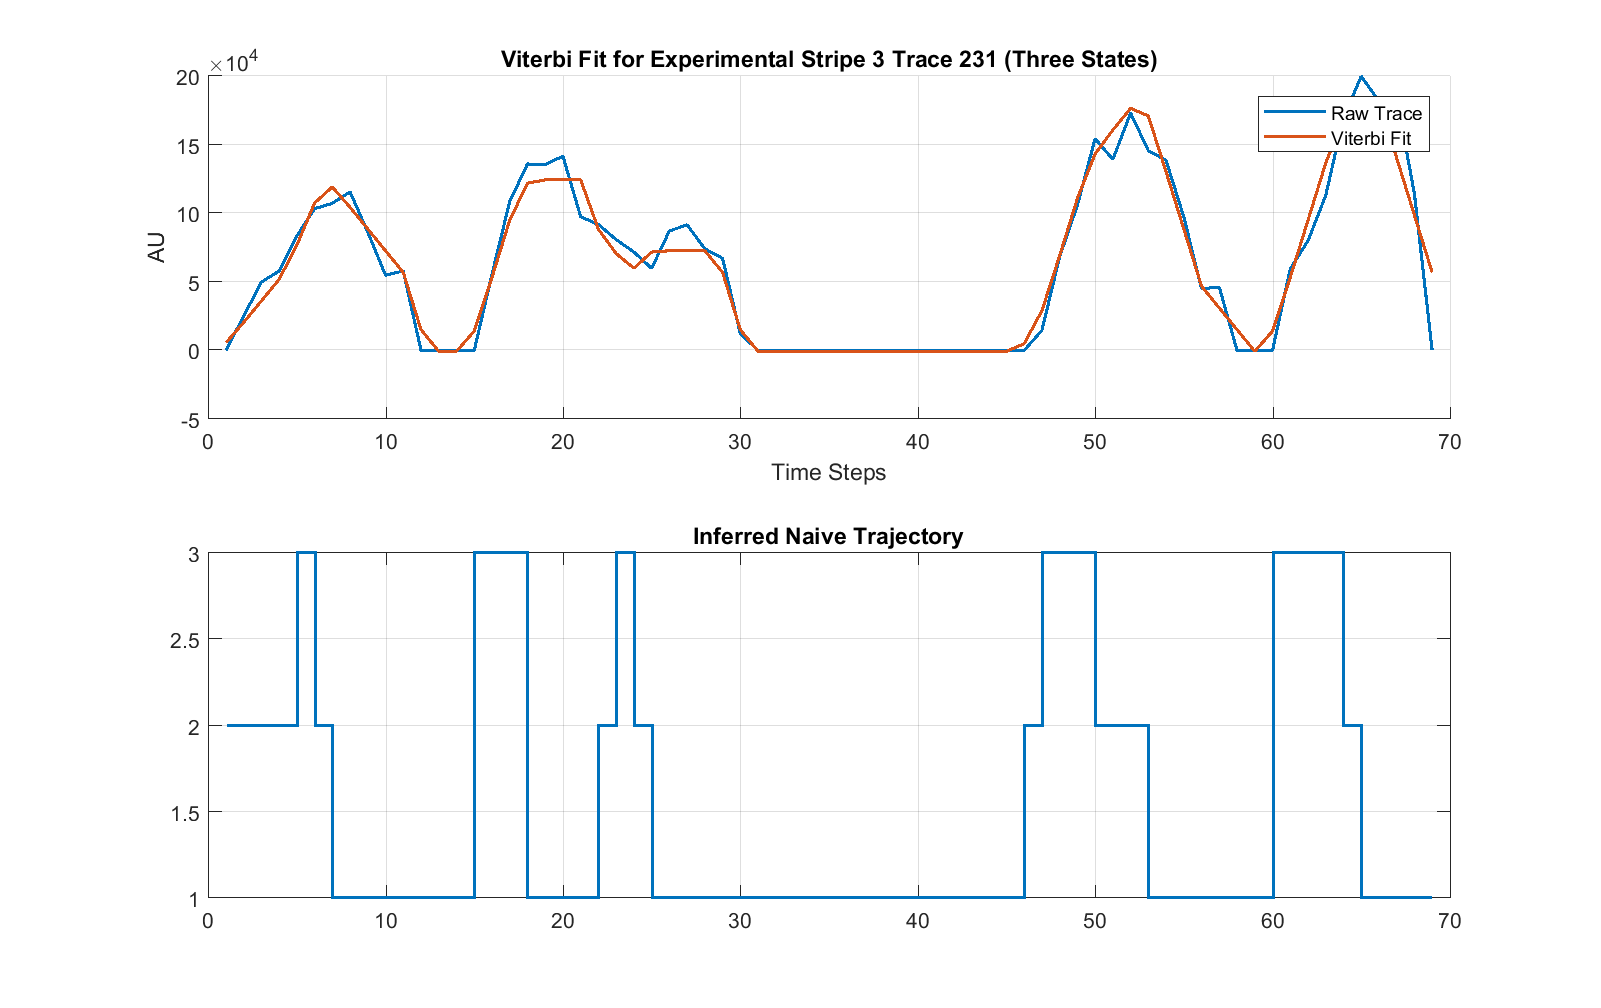 Viterbi Fit for Experimental Stripe 3 Trace 231 (Three States)
×10^4
20
15
10
5
0
-5
AU
Raw Trace
Viterbi Fit
0 10 20 30 40 50 60 70
Time Steps
Inferred Naive Trajectory
3
2.5
2
1.5
1
0 10 20 30 40 50 60 70